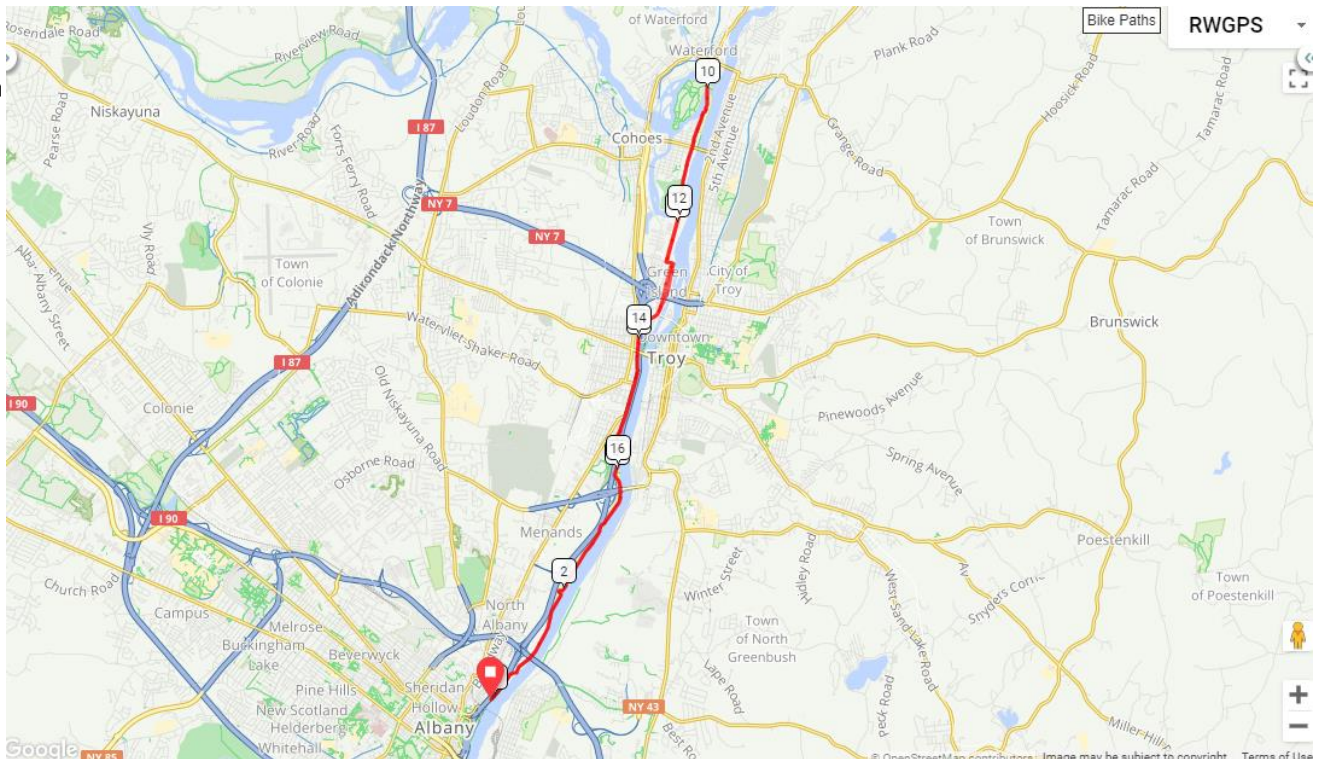 of Waterford
Bike Paths
RWGPS
Rosendale Road
Riverview Road
Waterford
Plank Road
10
Niskayuna
Pearse Road
River Road
Forts Ferry Road
I 87
Loudon Road
Cohoes
2nd Avenue
5th Avenue
Grange Road
Hoosick Road
Tamarac Road
Tamarac Road
NY 7
12
Vly Road
Town
of Colonie
Adirondack Northway
NY 7
Green
Island
City of
Troy
Town
of Brunswick
Albany Street
14
Downtown
Troy
Watervliet-Shaker Road
Brunswick
I 87
I 90
Colonie
Old Niskayuna Road
Pinewoods Avenue
16
Spring Avenue
Osborne Road
I 90
Menands
Poestenkill
2
Winter Street
West Sand Lake Road
Town
of Poestenkill
Church Road
Campus
Melrose
Buckingham
Lake
Beverwyck
North
Albany
Town
of North
Greenbush
Lape Road
Pine Hills
New Scotland
Helderberg
Whitehall
Sheridan
Hollow
Albany
NY 43
Best Road
Peck Road
Miller Hill
Google
NY 85
© OpenStreetMap contributors
Image may be subject to copyright
Terms of Use